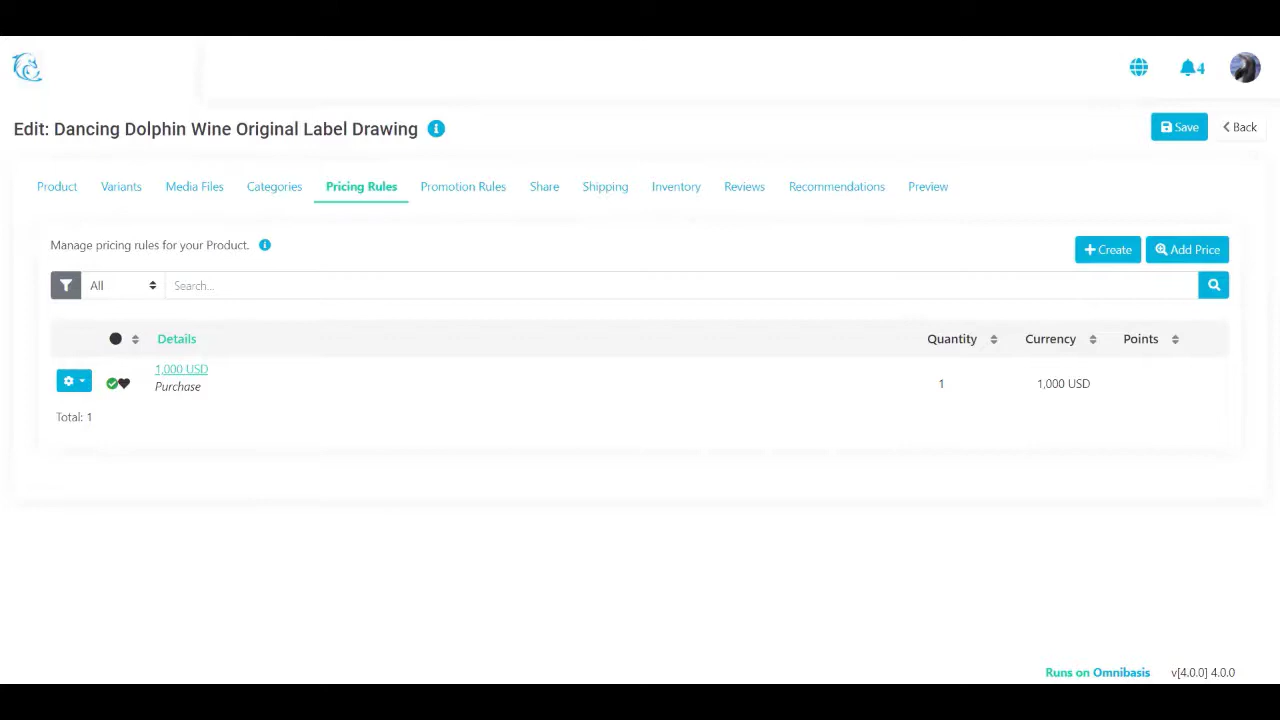 4
Edit: Dancing Dolphin Wine Original Label Drawing
Save
Back
Product Variants Media Files Categories Pricing Rules Promotion Rules Share Shipping Inventory Reviews Recommendations Preview
Manage pricing rules for your Product.
Create Add Price
All Search...
Details Quantity Currency Points
1,000 USD
Purchase 1 1,000 USD
Total: 1
Runs on Omnibasis v[4.0.0] 4.0.0